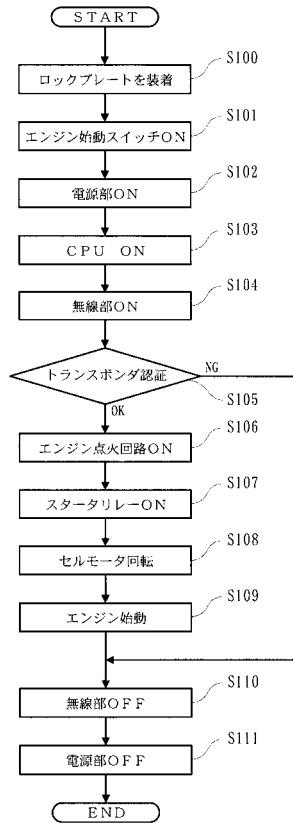 START
ロックプレートを装着
S100
エンジン始動スイッチON
S101
電源部ON
S102
CPU ON
S103
無線部ON
S104
トランスポンダ認証
NG
S105
OK
エンジン点火回路ON
S106
スタータリレーON
S107
セルモータ回転
S108
エンジン始動
S109
無線部OFF
S110
電源部OFF
S111
END